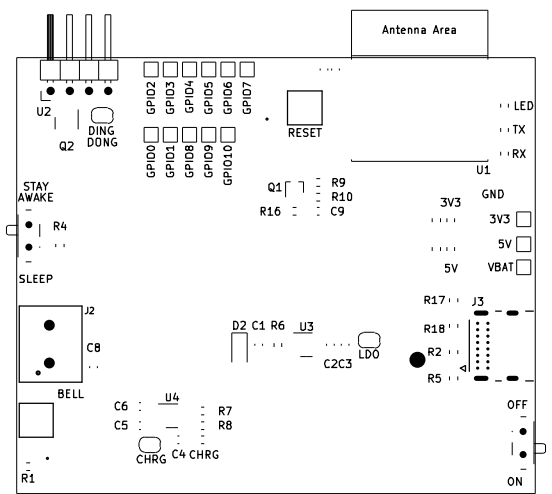 Antenna Area
U2
Q2
DING
DONG
GPIO2
GPIO3
GPIO4
GPIO5
GPIO6
GPIO7
RESET
LED
TX
RX
U1
GPIO0
GPIO1
GPIO8
GPIO9
GPIO10
STAY
AWAKE
R4
SLEEP
Q1
R9
R10
R16
C9
GND
3V3
3V3
5V
VBAT
5V
J2
C8
BELL
D2
C1
R6
U3
C2
C3
LDO
R17
J3
R18
R2
R5
C6
C5
U4
R7
R8
CHRG
C4
CHRG
OFF
ON
R1